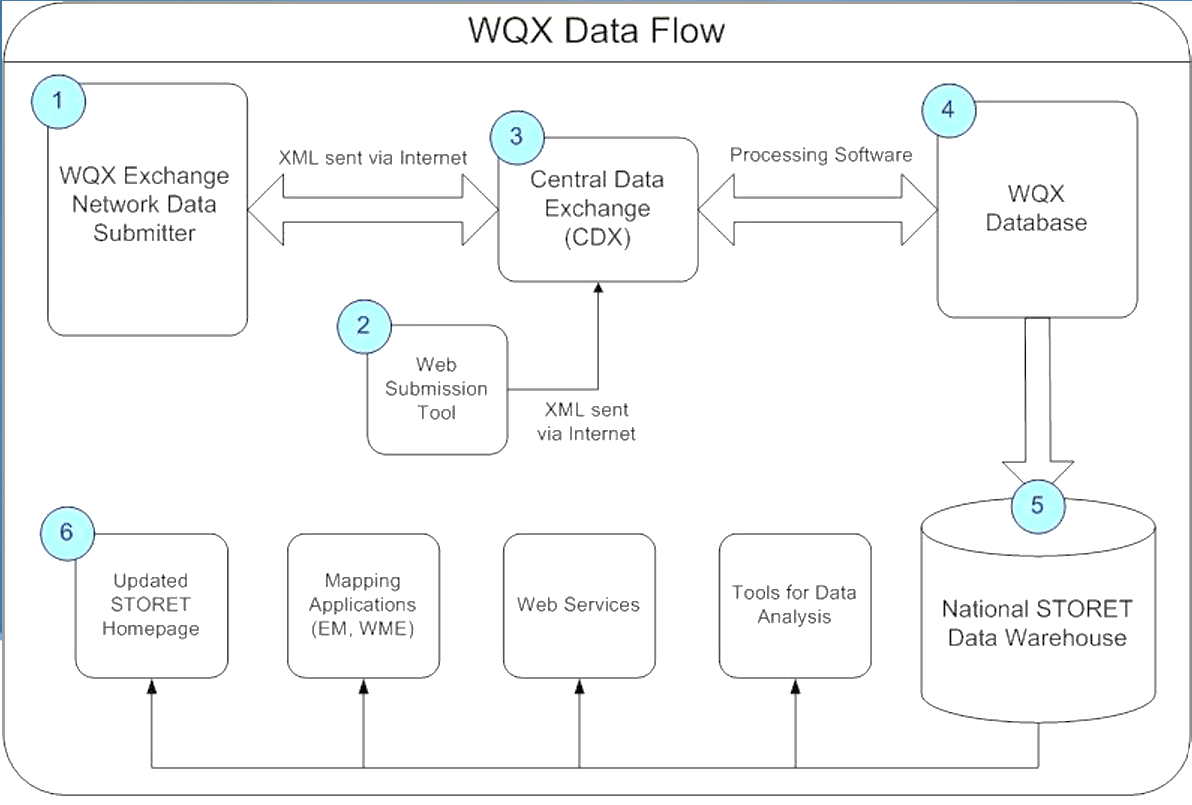 WQX Data Flow
1
WQX Exchange
Network Data
Submitter
XML sent via Internet
3
Central Data
Exchange
(CDX)
Processing Software
4
WQX
Database
2
Web
Submission
Tool
XML sent
via Internet
5
National STORET
Data Warehouse
6
Updated
STORET
Homepage
Mapping
Applications
(EM, WME)
Web Services
Tools for Data
Analysis